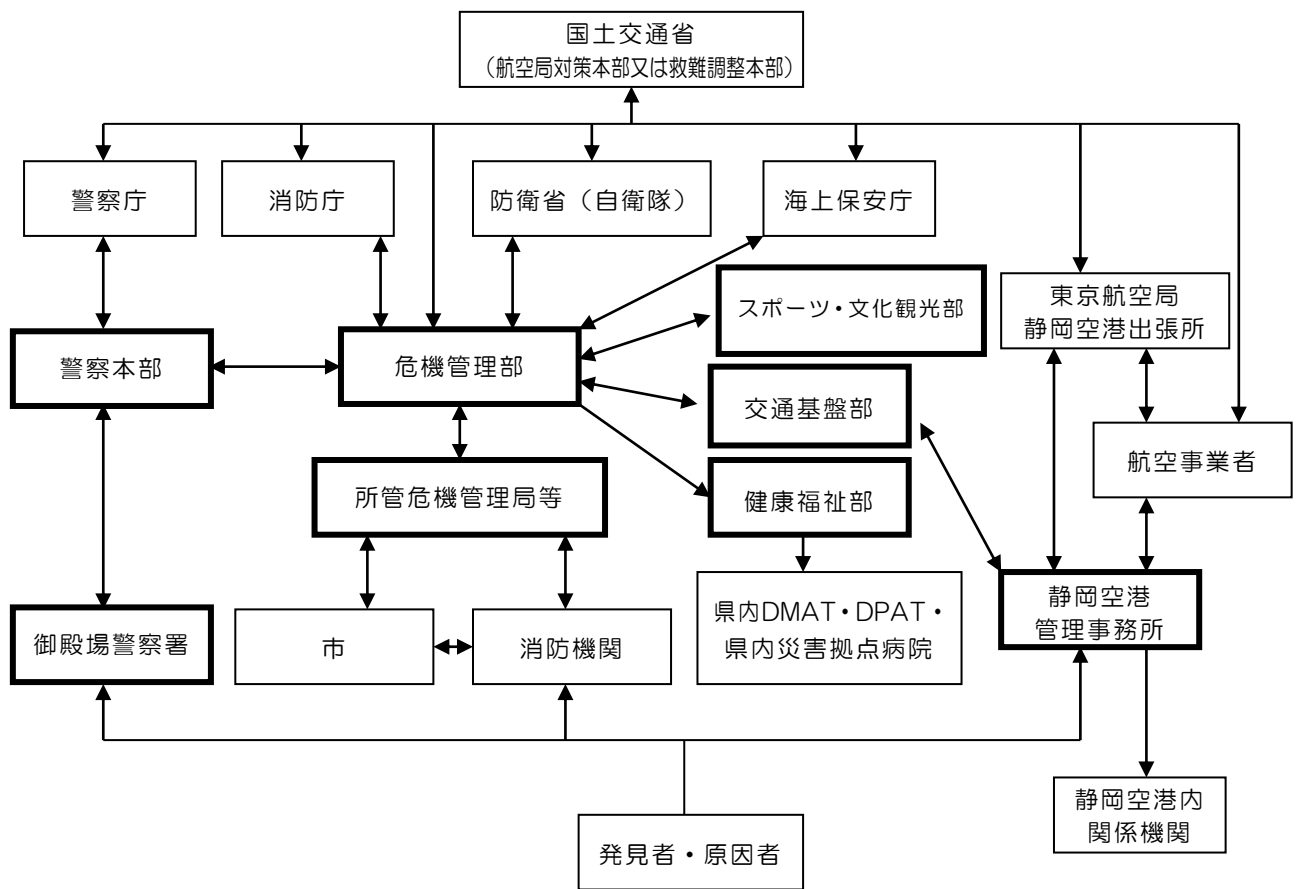 国土交通省
（航空局対策本部又は救難調整本部）
警察庁
消防庁
防衛省（自衛隊）
海上保安庁
スポーツ・文化観光部
東京航空局
静岡空港出張所
警察本部
危機管理部
交通基盤部
航空事業者
所管危機管理局等
健康福祉部
御殿場警察署
市
消防機関
県内DMAT・DPAT・
県内災害拠点病院
静岡空港
管理事務所
静岡空港内
関係機関
発見者・原因者